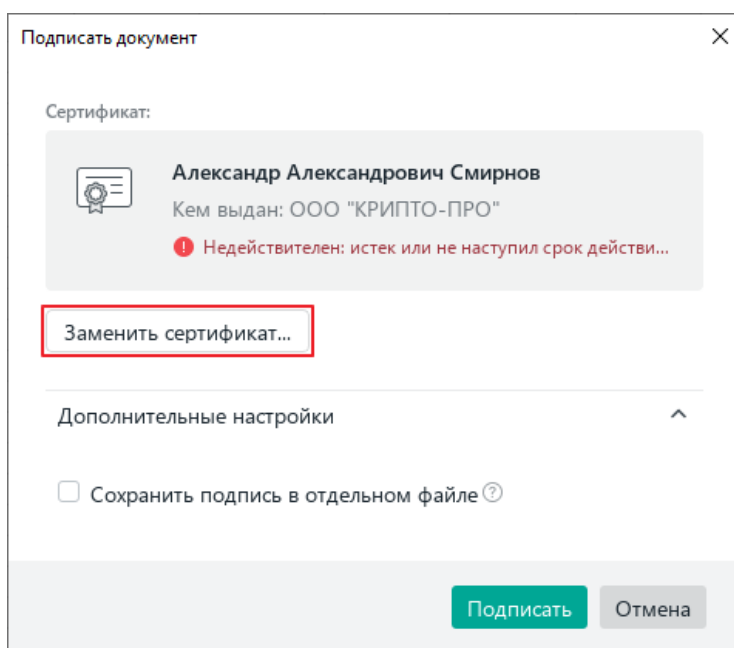 Подписать документ
Сертификат:
Александр Александрович Смирнов
Кем выдан: ООО "КРИПТО-ПРО"
Недействителен: истек или не наступил срок действи...
Заменить сертификат...
Дополнительные настройки
Сохранить подпись в отдельном файле
Подписать Отмена